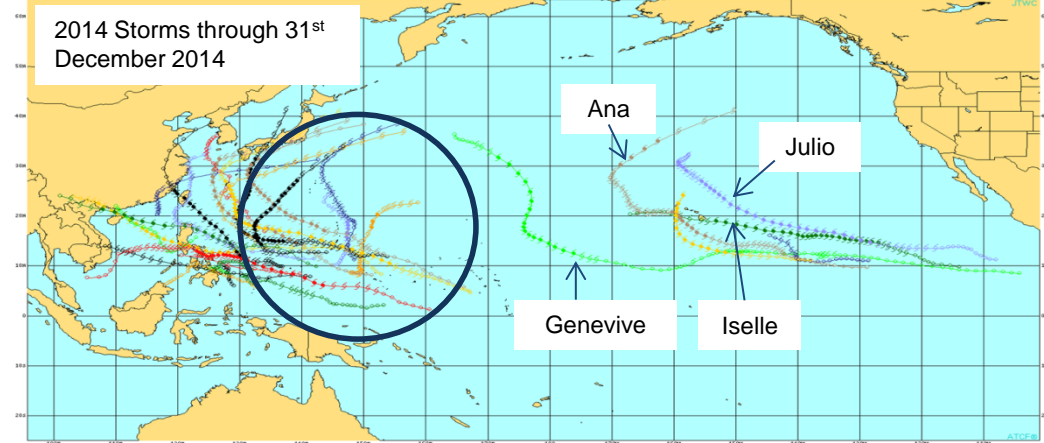 JTWC
2014 Storms through 31st
December 2014
Ana
Julio
Genevive
Iselle
ATCF®